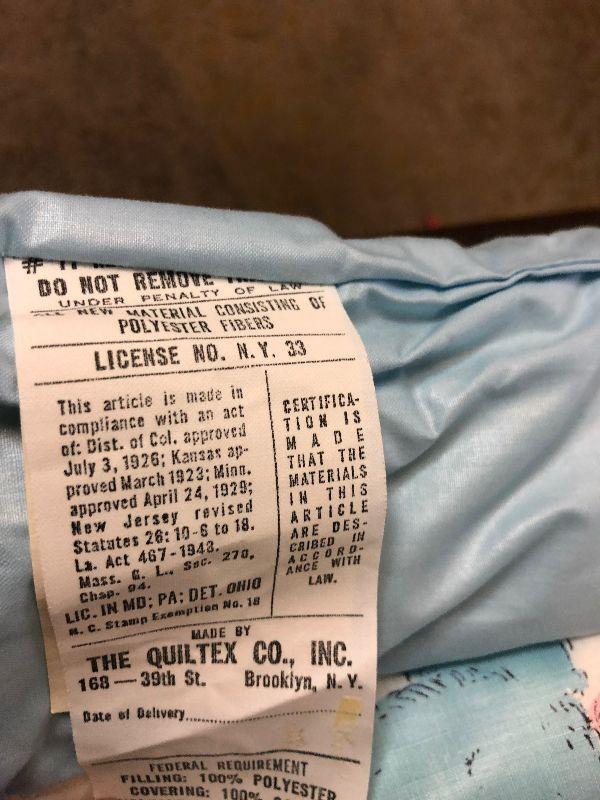 #
DO NOT REMOVE
UNDER PENALTY OF LAW
NEW MATERIAL CONSISTING OF
POLYESTER FIBERS
LICENSE NO. N.Y. 33
This article is made in
compliance with an act
of: Dist. of Col. approved
July 3, 1926; Kansas ap-
proved March 1923; Minn.
approved April 24, 1929;
New Jersey revised
Statutes 26:10-6 to 18.
La. Act 467-1948.
Mass. G. L. Sec. 270,
Chap. 94.
LIC. IN MD; PA; DET. OHIO
N. C. Stamp Exemption No. 18
CERTIFICA-
TION IS
MADE
THAT THE
MATERIALS
IN THIS
ARTICLE
ARE DES-
CRIBED IN
ACCORD-
ANCE WITH
LAW.
MADE BY
THE QUILTEX CO., INC.
168 — 39th St. Brooklyn, N.Y.
Date of Delivery....................
FEDERAL REQUIREMENT
FILLING: 100% POLYESTER
COVERING: 100%